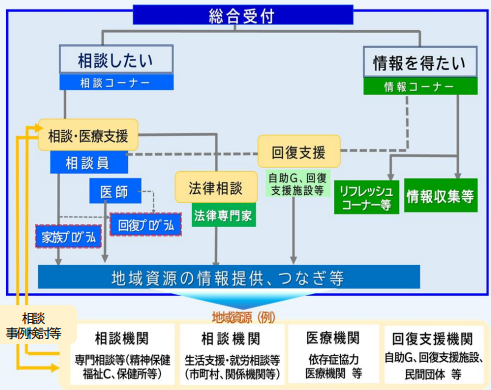 総合受付
相談したい
相談コーナー
情報を得たい
情報コーナー
相談・医療支援
相談員
医師
家族プログラム
回復プログラム
法律相談
法律専門家
回復支援
自助G、回復
支援施設等
リフレッシュ
コーナー等
情報収集等
地域資源の情報提供、つなぎ等
相談
事例検討等
地域資源（例）
相談機関
専門相談等（精神保健
福祉C、保健所等）
相談機関
生活支援・就労相談等
（市町村、関係機関等）
医療機関
依存症協力
医療機関 等
回復支援機関
自助G、回復支援施設、
民間団体 等